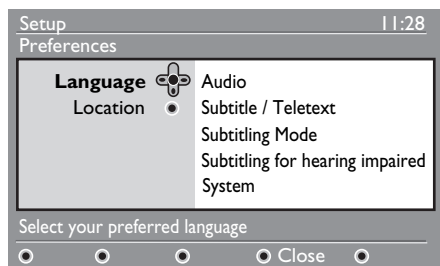 Setup 11:28
Preferences
Language Audio
Location Subtitle / Teletext
Subtitling Mode
Subtitling for hearing impaired
System
Select your preferred language
Close